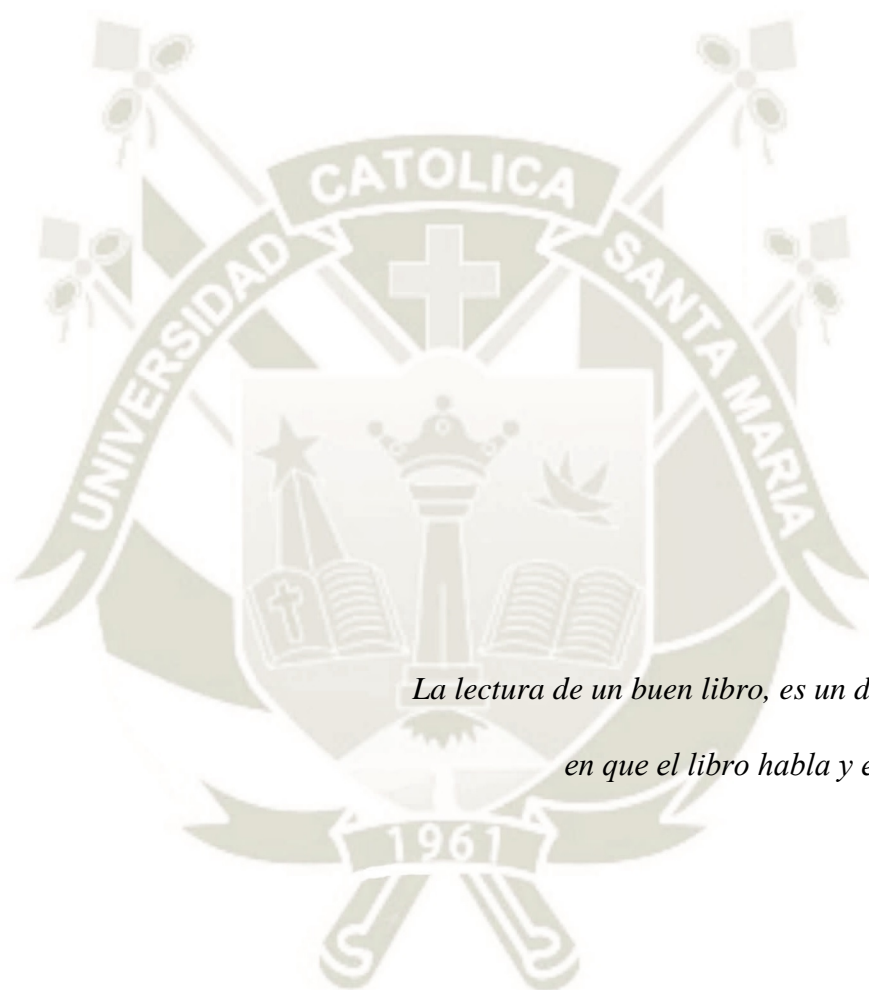 UNIVERSIDAD CATOLICA SANTA MARIA
La lectura de un buen libro, es un d
en que el libro habla y e
1961